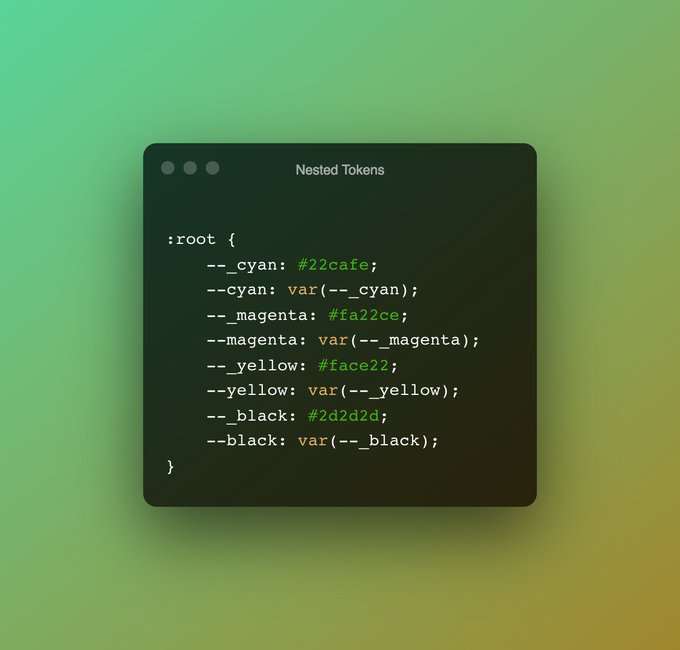 Nested Tokens
:root {
    --_cyan: #22cafe;
    --cyan: var(--_cyan);
    --_magenta: #fa22ce;
    --magenta: var(--_magenta);
    --_yellow: #face22;
    --yellow: var(--_yellow);
    --_black: #2d2d2d;
    --black: var(--_black);
}